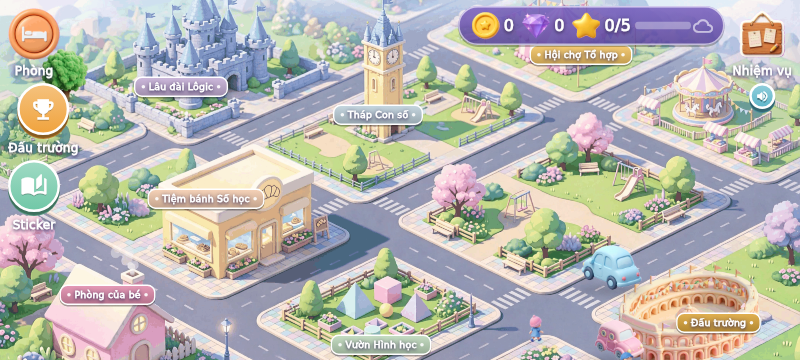 0
0
0/5
Phòng
Nhiệm vụ
Hội chợ Tổ hợp
Lâu đài Lôgic
Tháp Con số
Đấu trường
Tiệm bánh Số học
Sticker
Phòng của bé
Đấu trường
Vườn Hình học